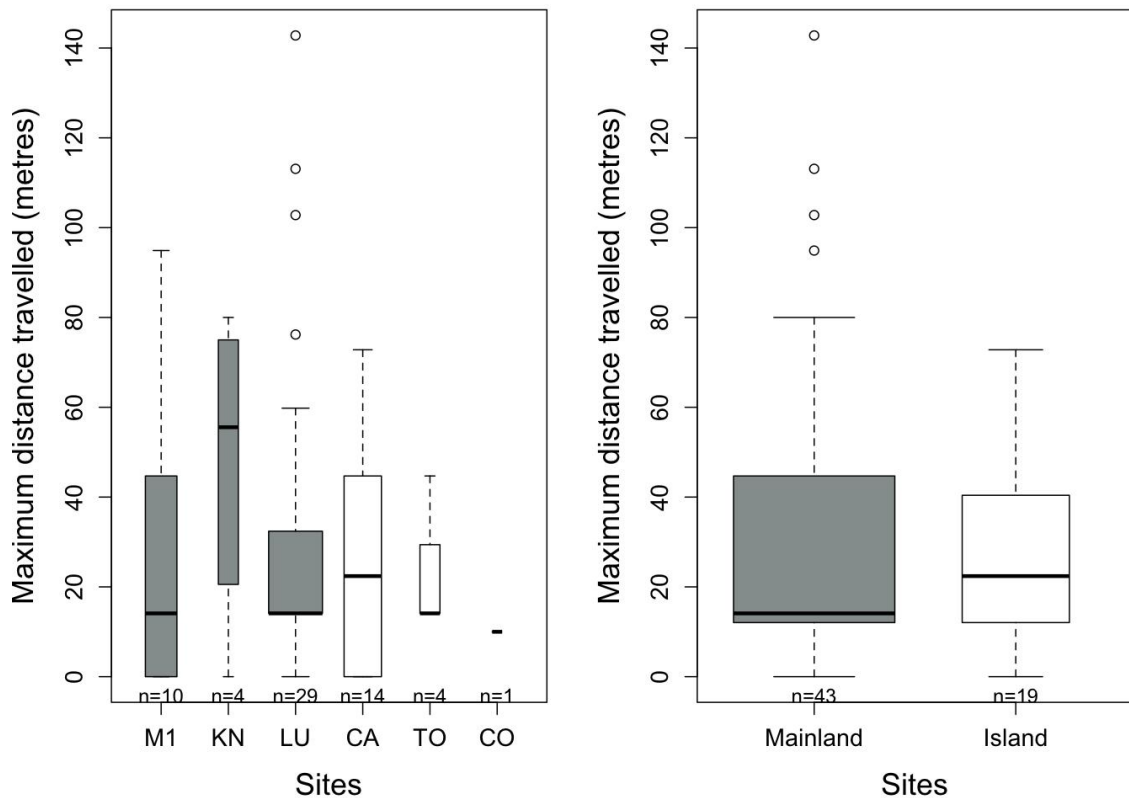 Maximum distance travelled (metres)
140
120
100
80
60
40
20
0
n=10 n=4 n=29 n=14 n=4 n=1
M1 KN LU CA TO CO
Sites
Maximum distance travelled (metres)
140
120
100
80
60
40
20
0
n=43 n=19
Mainland Island
Sites